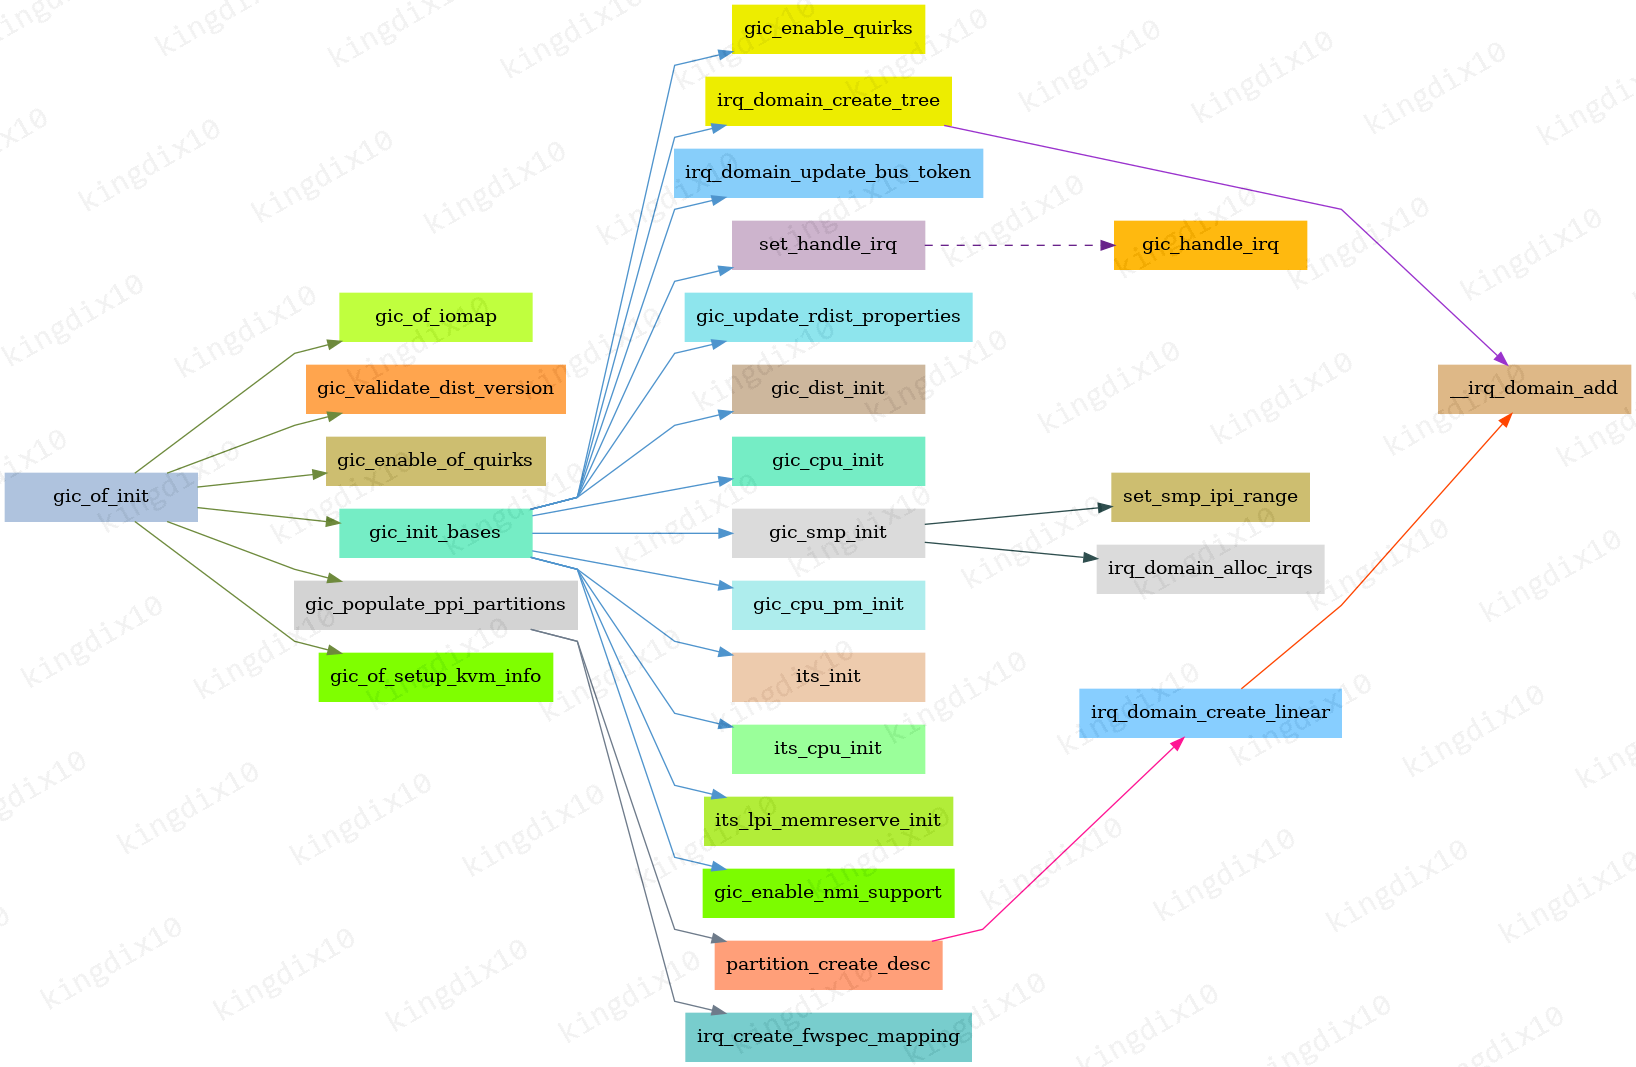 gic_enable_quirks
irq_domain_create_tree
irq_domain_update_bus_token
set_handle_irq
gic_handle_irq
gic_of_iomap
gic_update_rdist_properties
gic_validate_dist_version
gic_dist_init
__irq_domain_add
gic_enable_of_quirks
gic_cpu_init
gic_of_init
set_smp_ipi_range
gic_init_bases
gic_smp_init
irq_domain_alloc_irqs
gic_populate_ppi_partitions
gic_cpu_pm_init
gic_of_setup_kvm_info
its_init
irq_domain_create_linear
its_cpu_init
its_lpi_memreserve_init
gic_enable_nmi_support
partition_create_desc
irq_create_fwspec_mapping
kingdix10